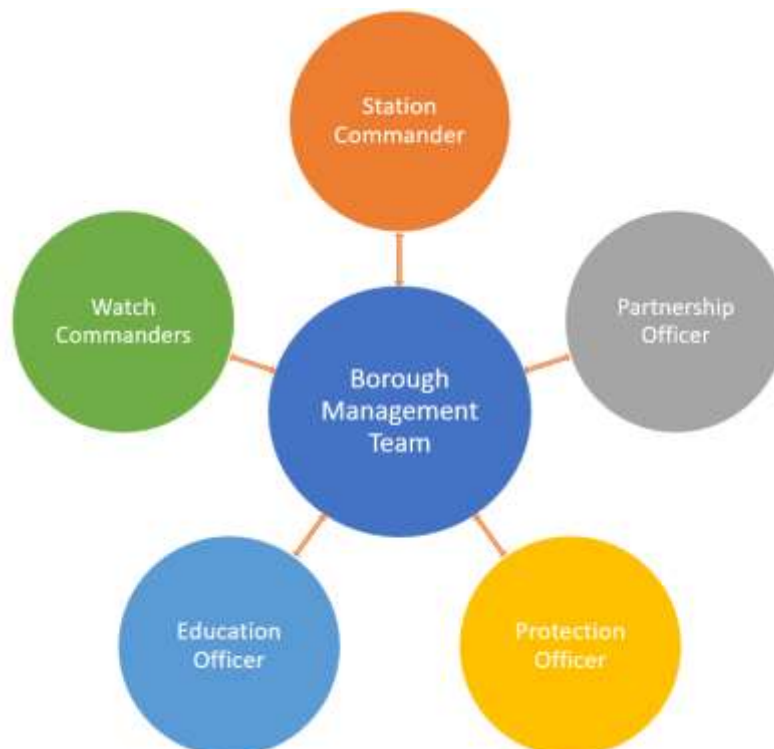 Station
Commander
Watch
Commanders
Partnership
Officer
Borough
Management
Team
Education
Officer
Protection
Officer